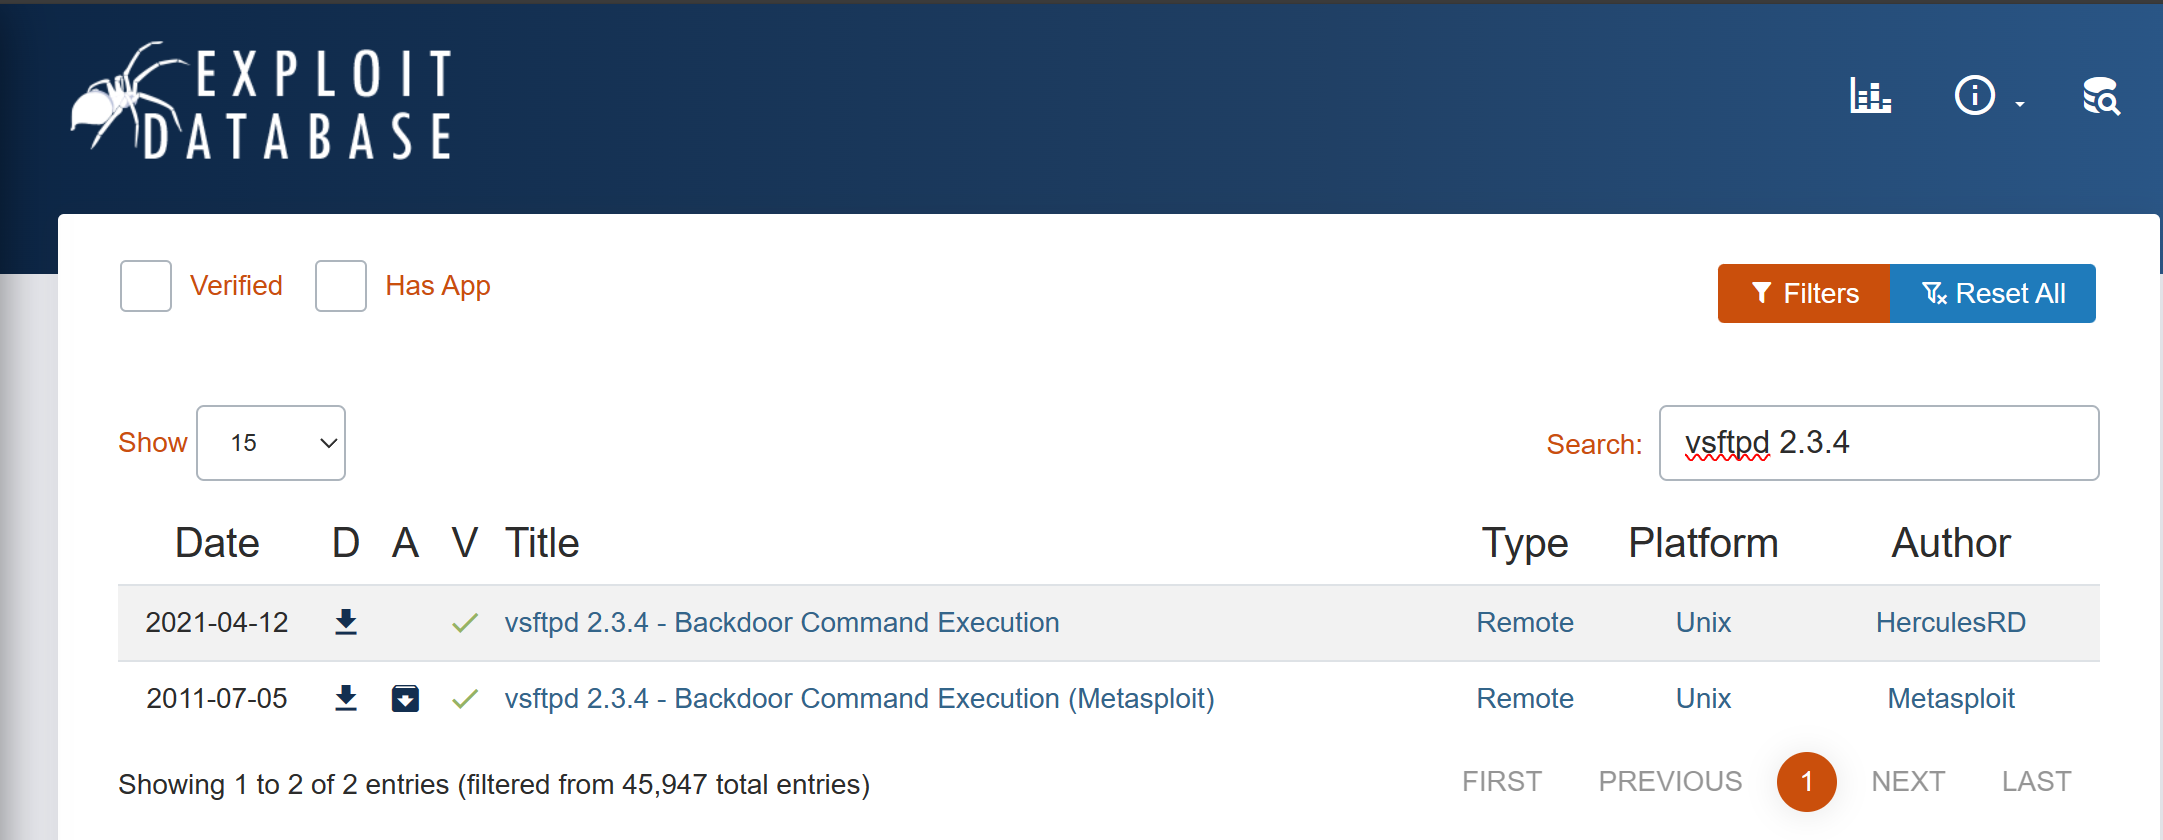 EXPLOIT
DATABASE
Verified Has App Filters Reset All
Show 15 Search: vsftpd 2.3.4
Date D A V Title Type Platform Author
2021-04-12 vsftpd 2.3.4 - Backdoor Command Execution Remote Unix HerculesRD
2011-07-05 vsftpd 2.3.4 - Backdoor Command Execution (Metasploit) Remote Unix Metasploit
Showing 1 to 2 of 2 entries (filtered from 45,947 total entries) FIRST PREVIOUS 1 NEXT LAST